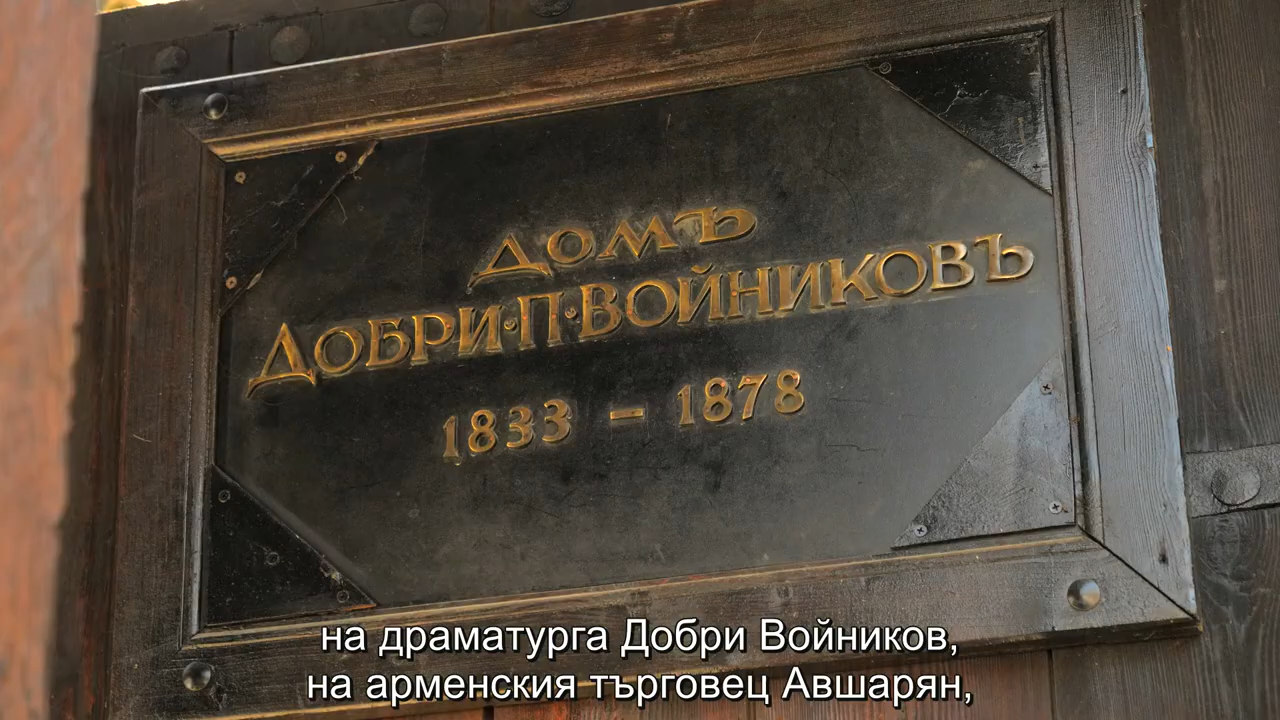 ДОМЪ
ДОБРИ·П·ВОЙНИКОВЪ
1833 – 1878
на драматурга Добри Войников,
на арменския търговец Авшарян,